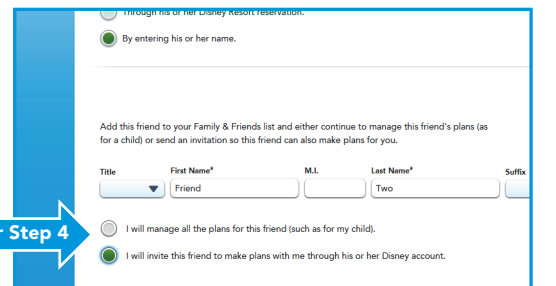 Through his or her Disney Resort reservation.
By entering his or her name.
Add this friend to your Family & Friends list and either continue to manage this friend's plans (as
for a child) or send an invitation so this friend can also make plans for you.
Title First Name* M.I. Last Name* Suffix
Friend Two
Step 4
I will manage all the plans for this friend (such as for my child).
I will invite this friend to make plans with me through his or her Disney account.